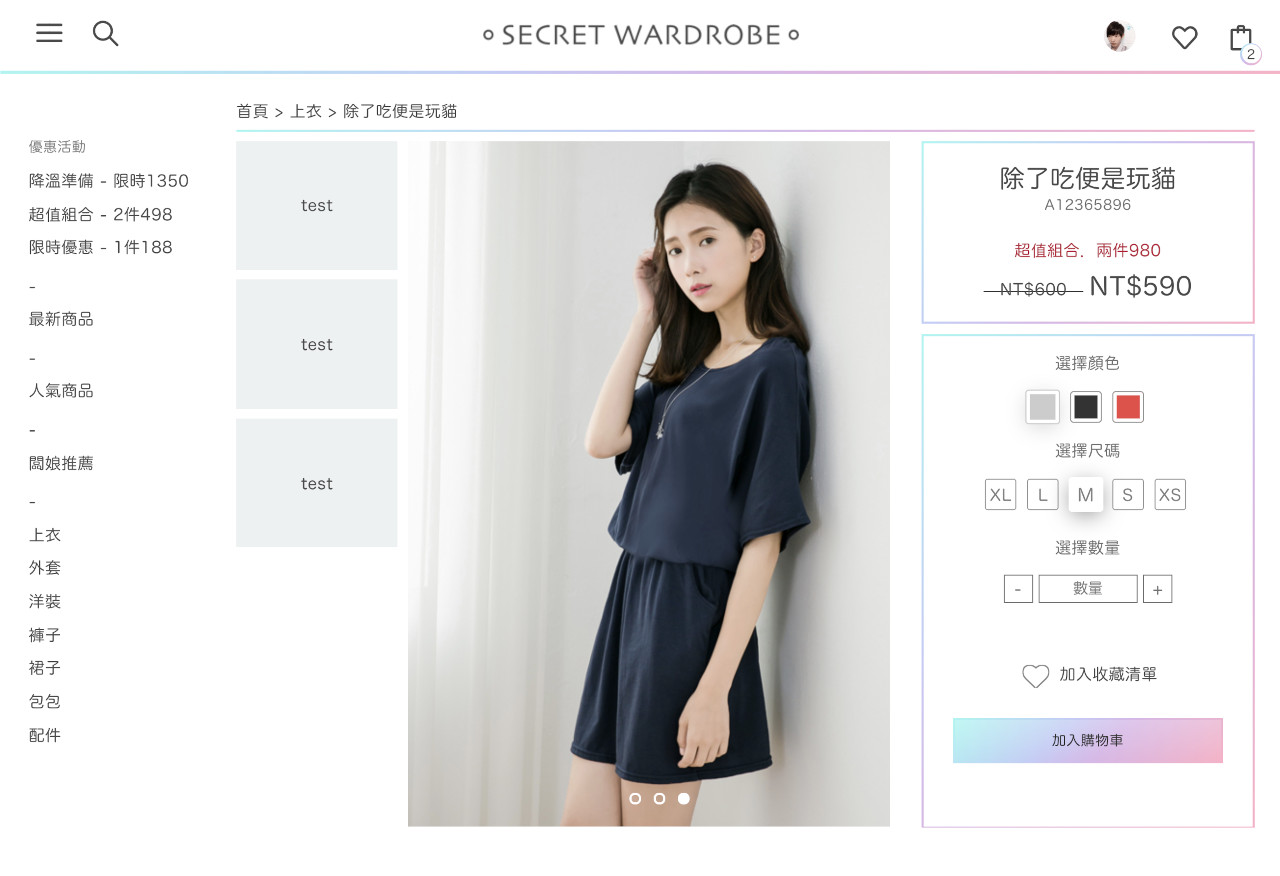 SECRET WARDROBE
2
首頁 > 上衣 > 除了吃便是玩貓
優惠活動
降溫準備 - 限時1350
超值組合 - 2件498
限時優惠 - 1件188
-
最新商品
-
人氣商品
-
闆娘推薦
-
上衣
外套
洋裝
褲子
裙子
包包
配件
test
test
test
除了吃便是玩貓
A12365896
超值組合．兩件980
NT$600 NT$590
選擇顏色
選擇尺碼
XL L M S XS
選擇數量
- 數量 +
加入收藏清單
加入購物車